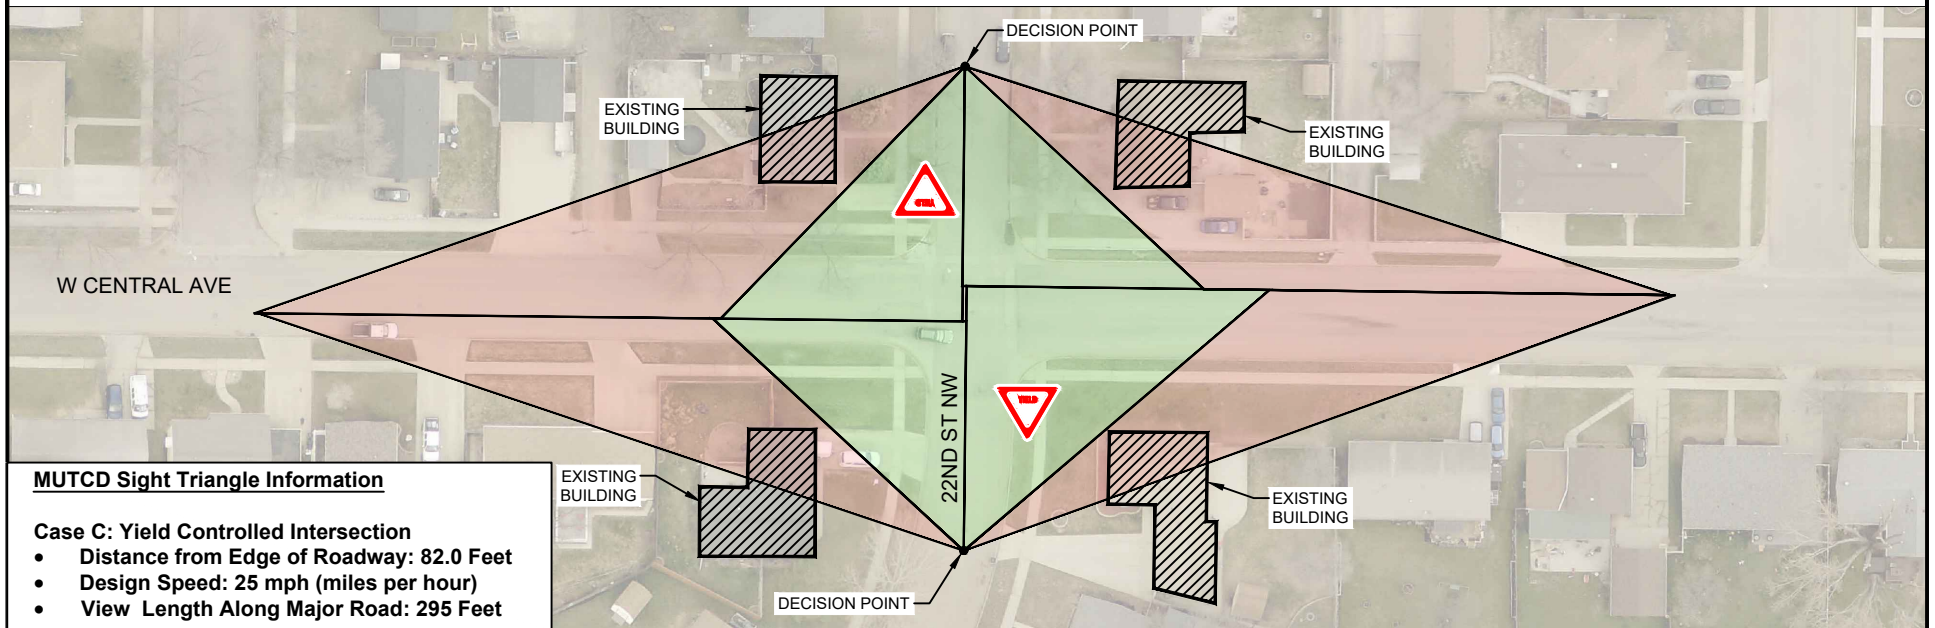 DECISION POINT
EXISTING
BUILDING
EXISTING
BUILDING
YIELD
W CENTRAL AVE
22ND ST NW
YIELD
EXISTING
BUILDING
EXISTING
BUILDING
DECISION POINT
MUTCD Sight Triangle Information
Case C: Yield Controlled Intersection
• Distance from Edge of Roadway: 82.0 Feet
• Design Speed: 25 mph (miles per hour)
• View Length Along Major Road: 295 Feet